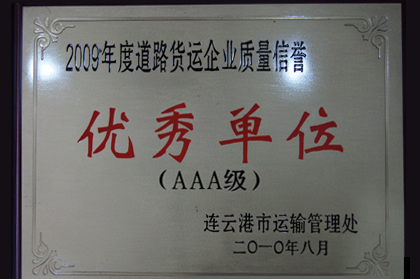 2009年度道路货运企业质量信誉
优秀单位
（AAA级）
连云港市运输管理处
二○一○年八月